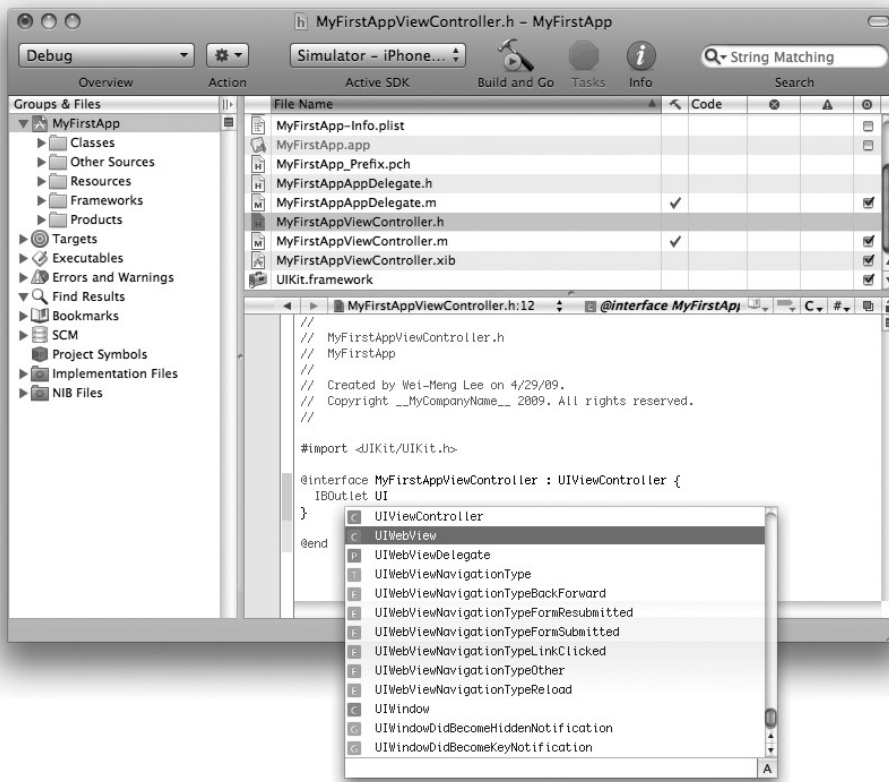 MyFirstAppViewController.h – MyFirstApp
Debug
Simulator – iPhone...
String Matching
Overview
Action
Active SDK
Build and Go
Tasks
Info
Search
Groups & Files
MyFirstApp
Classes
Other Sources
Resources
Frameworks
Products
Targets
Executables
Errors and Warnings
Find Results
Bookmarks
SCM
Project Symbols
Implementation Files
NIB Files
File Name
Code
MyFirstApp-Info.plist
MyFirstApp.app
MyFirstApp_Prefix.pch
MyFirstAppAppDelegate.h
MyFirstAppAppDelegate.m
MyFirstAppViewController.h
MyFirstAppViewController.m
MyFirstAppViewController.xib
UIKit.framework
MyFirstAppViewController.h:12 @interface MyFirstApp C #
//
// MyFirstAppViewController.h
// MyFirstApp
//
// Created by Wei-Meng Lee on 4/29/09.
// Copyright __MyCompanyName__ 2009. All rights reserved.
//
#import <UIKit/UIKit.h>
@interface MyFirstAppViewController : UIViewController {
IBOutlet UI
}
@end
C UIViewController
C UIWebView
P UIWebViewDelegate
T UIWebViewNavigationType
E UIWebViewNavigationTypeBackForward
E UIWebViewNavigationTypeFormResubmitted
E UIWebViewNavigationTypeFormSubmitted
E UIWebViewNavigationTypeLinkClicked
E UIWebViewNavigationTypeOther
E UIWebViewNavigationTypeReload
C UIWindow
G UIWindowDidBecomeHiddenNotification
G UIWindowDidBecomeKeyNotification
A